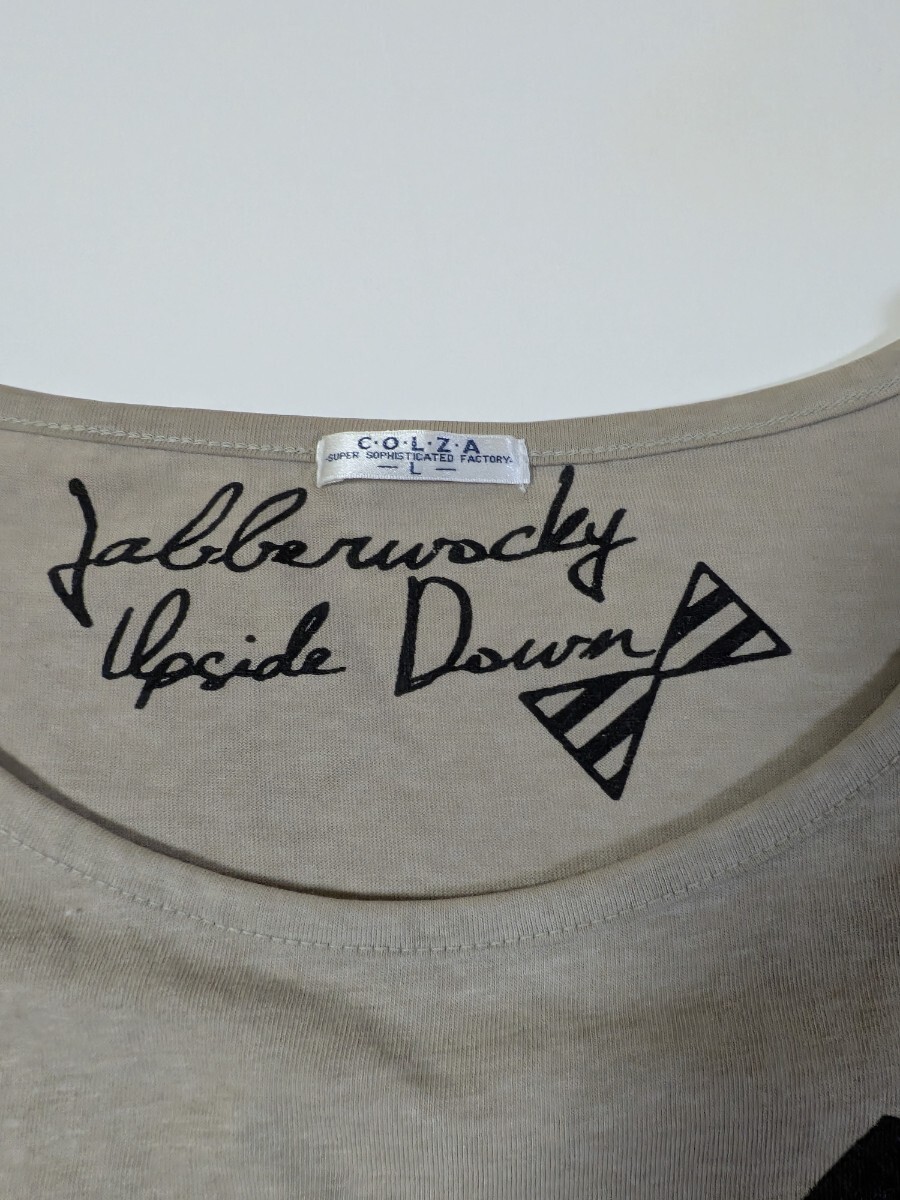 C·O·L·Z·A
-SUPER SOPHISTICATED FACTORY-
— L —
Jabberwocky
Upside Down